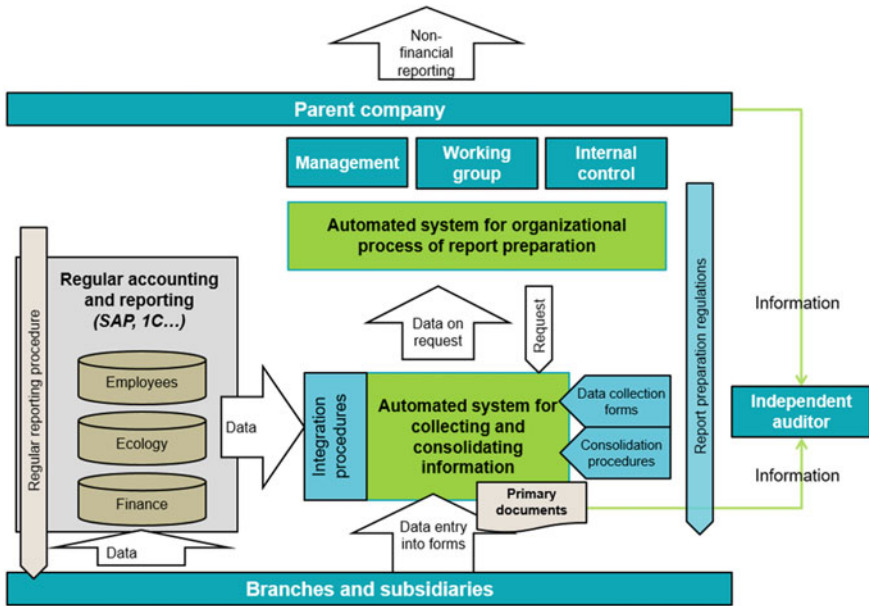 Non-
financial
reporting
Parent company
Management
Working
group
Internal
control
Automated system for organizational
process of report preparation
Regular reporting procedure
Regular accounting
and reporting
(SAP, 1C...)
Employees
Ecology
Finance
Data
Data
Data on
request
Request
Integration
procedures
Automated system for
collecting and
consolidating
information
Data collection
forms
Consolidation
procedures
Primary
documents
Data entry
into forms
Report preparation regulations
Information
Independent
auditor
Information
Branches and subsidiaries